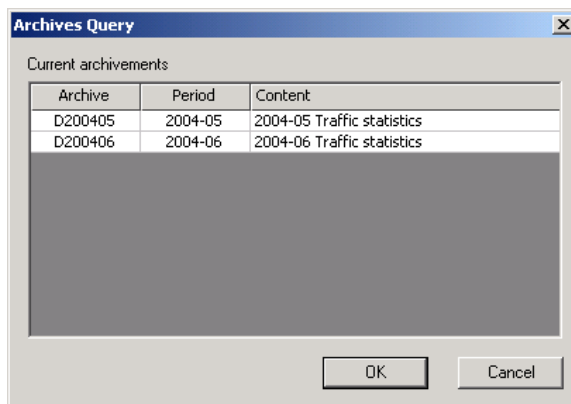 Archives Query
Current archivements
Archive Period Content
D200405 2004-05 2004-05 Traffic statistics
D200406 2004-06 2004-06 Traffic statistics
OK Cancel